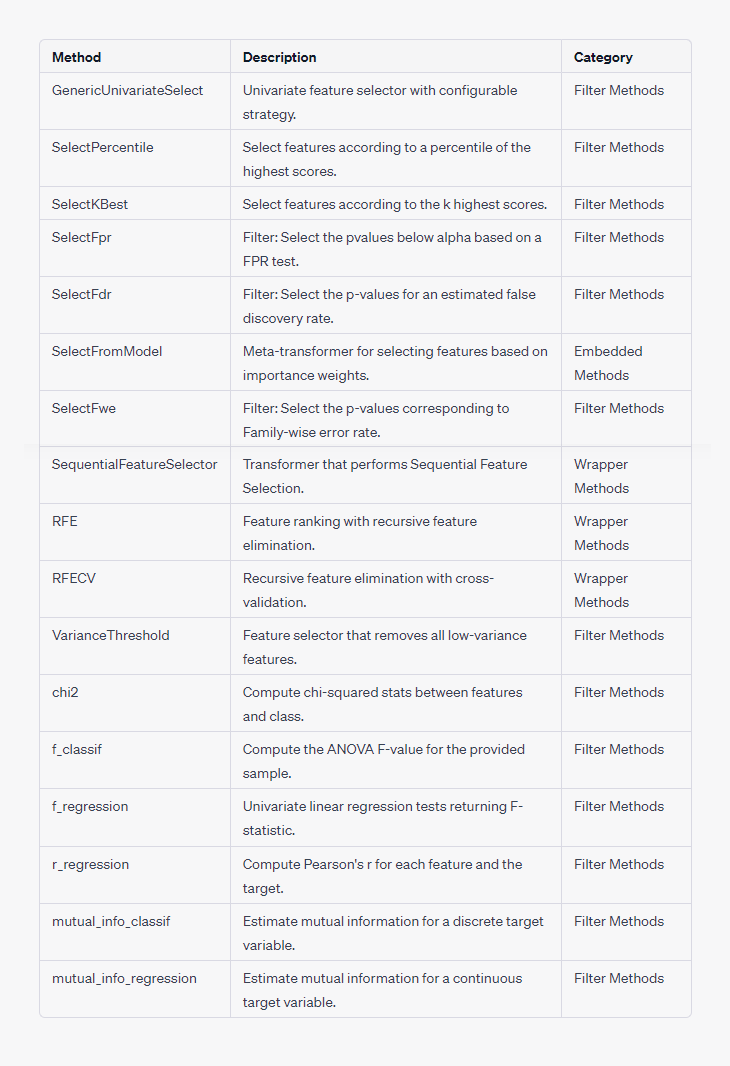 Method Description Category
GenericUnivariateSelect Univariate feature selector with configurable Filter Methods
strategy.
SelectPercentile Select features according to a percentile of the Filter Methods
highest scores.
SelectKBest Select features according to the k highest scores. Filter Methods
SelectFpr Filter: Select the pvalues below alpha based on a Filter Methods
FPR test.
SelectFdr Filter: Select the p-values for an estimated false Filter Methods
discovery rate.
SelectFromModel Meta-transformer for selecting features based on Embedded
importance weights. Methods
SelectFwe Filter: Select the p-values corresponding to Filter Methods
Family-wise error rate.
SequentialFeatureSelector Transformer that performs Sequential Feature Wrapper
Selection. Methods
RFE Feature ranking with recursive feature Wrapper
elimination. Methods
RFECV Recursive feature elimination with cross- Wrapper
validation. Methods
VarianceThreshold Feature selector that removes all low-variance Filter Methods
features.
chi2 Compute chi-squared stats between features Filter Methods
and class.
f_classif Compute the ANOVA F-value for the provided Filter Methods
sample.
f_regression Univariate linear regression tests returning F- Filter Methods
statistic.
r_regression Compute Pearson's r for each feature and the Filter Methods
target.
mutual_info_classif Estimate mutual information for a discrete target Filter Methods
variable.
mutual_info_regression Estimate mutual information for a continuous Filter Methods
target variable.